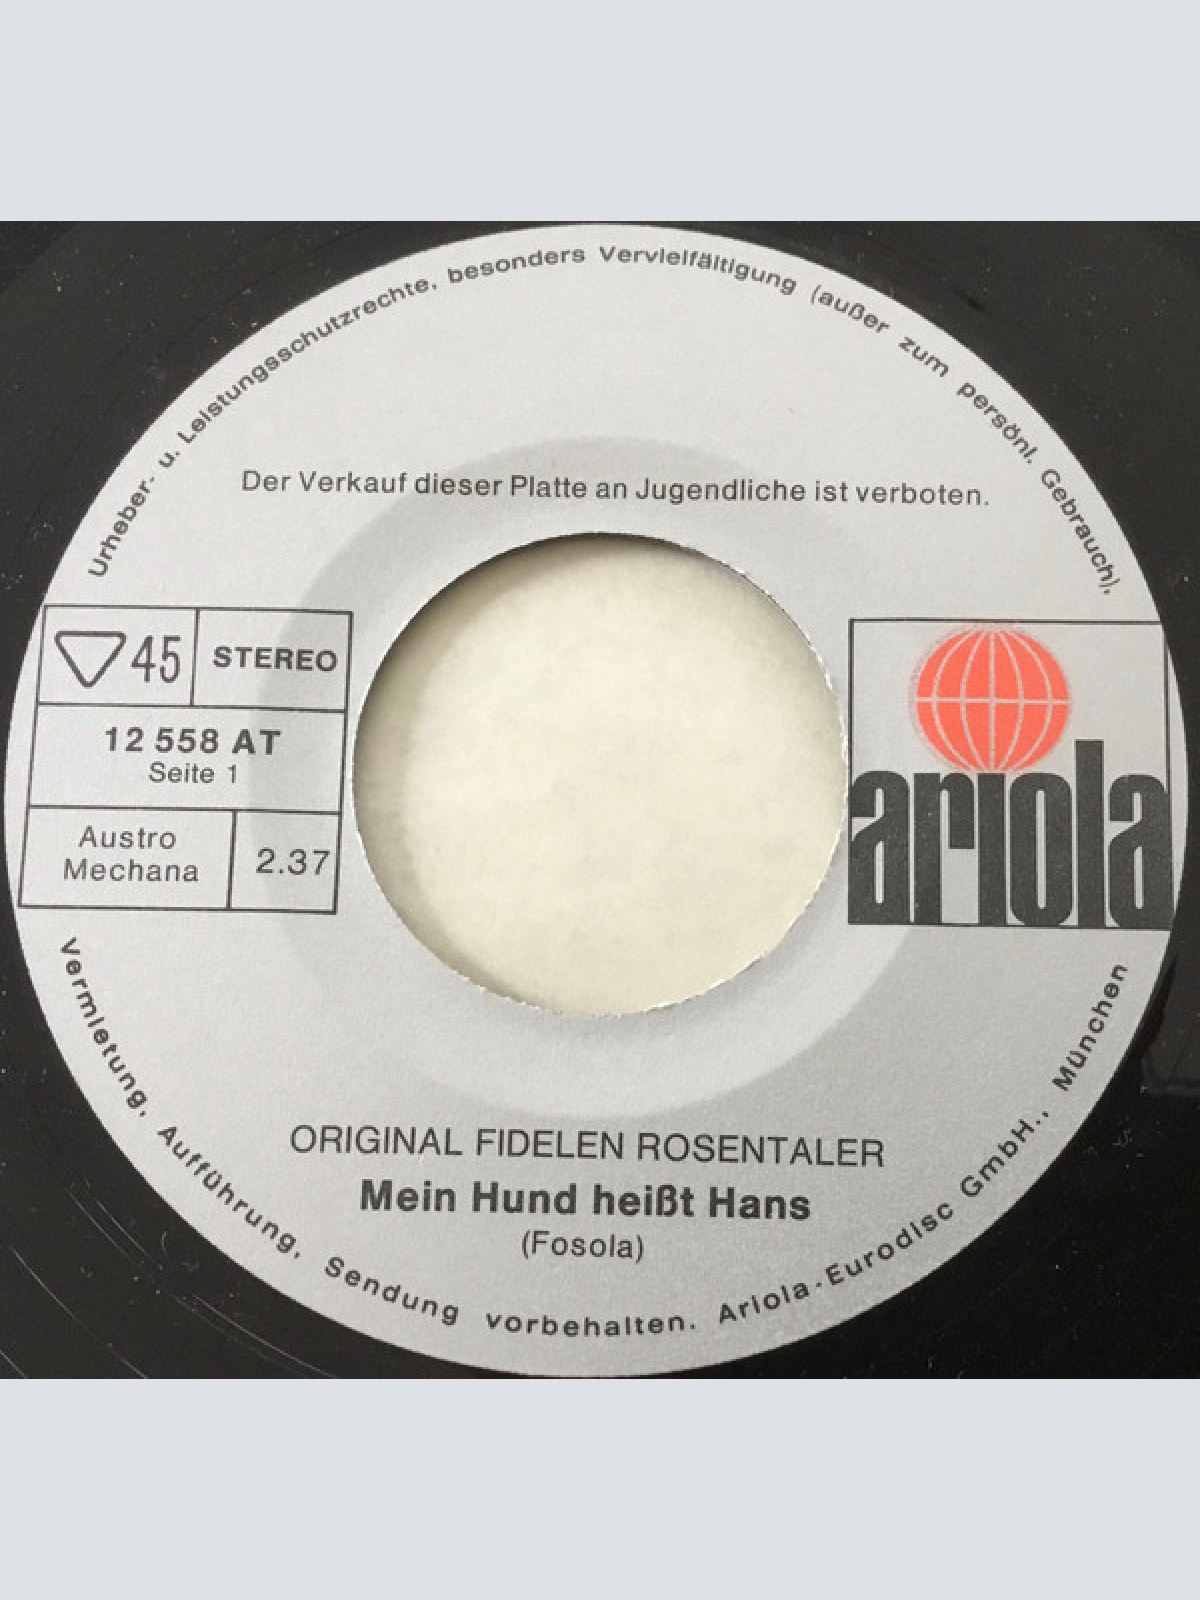 Urheber- u. Leistungsschutzrechte, besonders Vervielfältigung (außer zum persönl. Gebrauch),
Der Verkauf dieser Platte an Jugendliche ist verboten.
45 STEREO
12 558 AT
Seite 1
Austro
Mechana
2.37
ariola
ORIGINAL FIDELEN ROSENTALER
Mein Hund heißt Hans
(Fosola)
Vermietung, Aufführung, Sendung vorbehalten. Ariola-Eurodisc GmbH., München